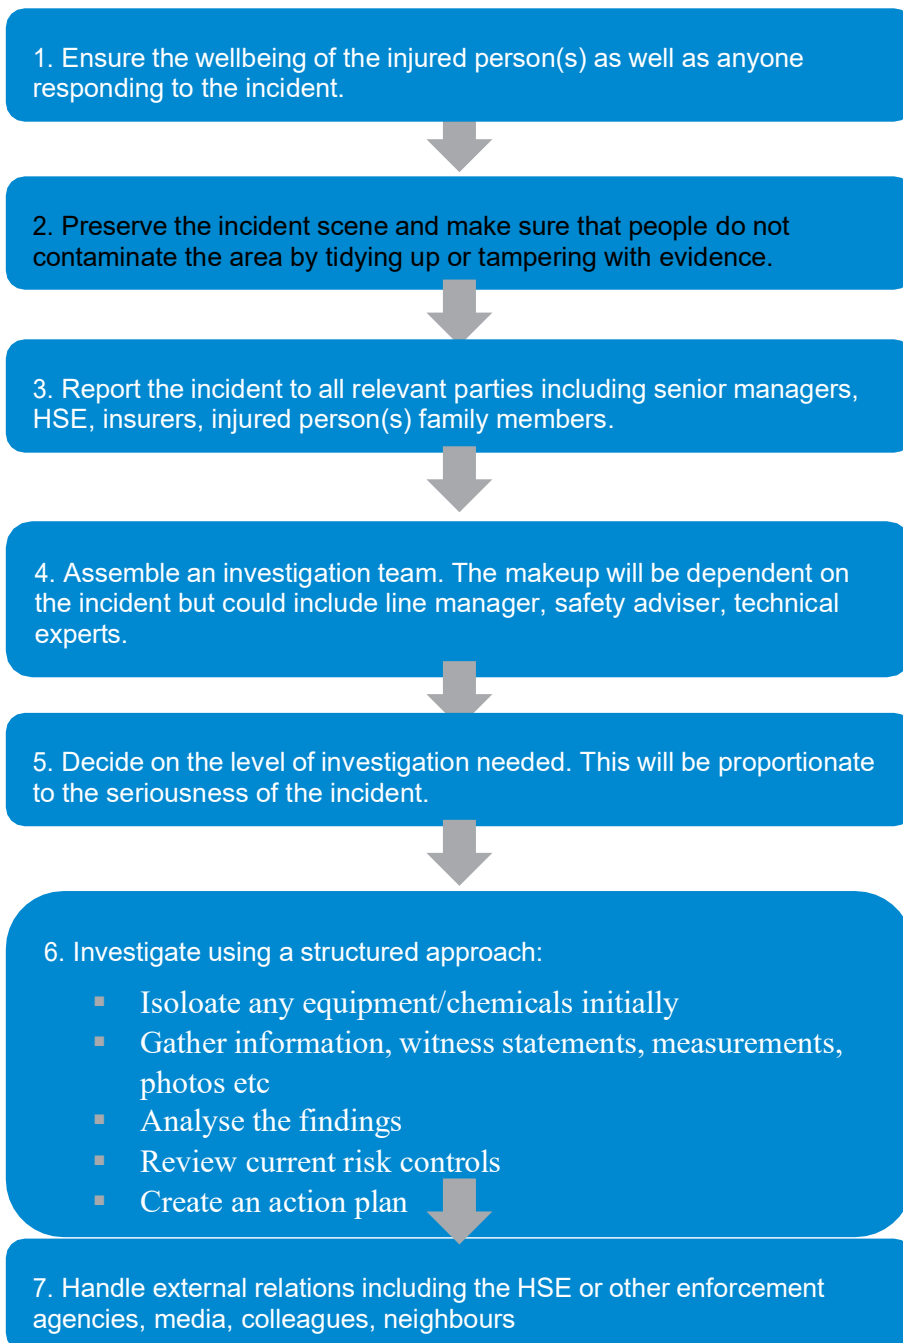 1. Ensure the wellbeing of the injured person(s) as well as anyone
responding to the incident.
2. Preserve the incident scene and make sure that people do not
contaminate the area by tidying up or tampering with evidence.
3. Report the incident to all relevant parties including senior managers,
HSE, insurers, injured person(s) family members.
4. Assemble an investigation team. The makeup will be dependent on
the incident but could include line manager, safety adviser, technical
experts.
5. Decide on the level of investigation needed. This will be proportionate
to the seriousness of the incident.
6. Investigate using a structured approach:
▪ Isoloate any equipment/chemicals initially
▪ Gather information, witness statements, measurements,
photos etc
▪ Analyse the findings
▪ Review current risk controls
▪ Create an action plan
7. Handle external relations including the HSE or other enforcement
agencies, media, colleagues, neighbours